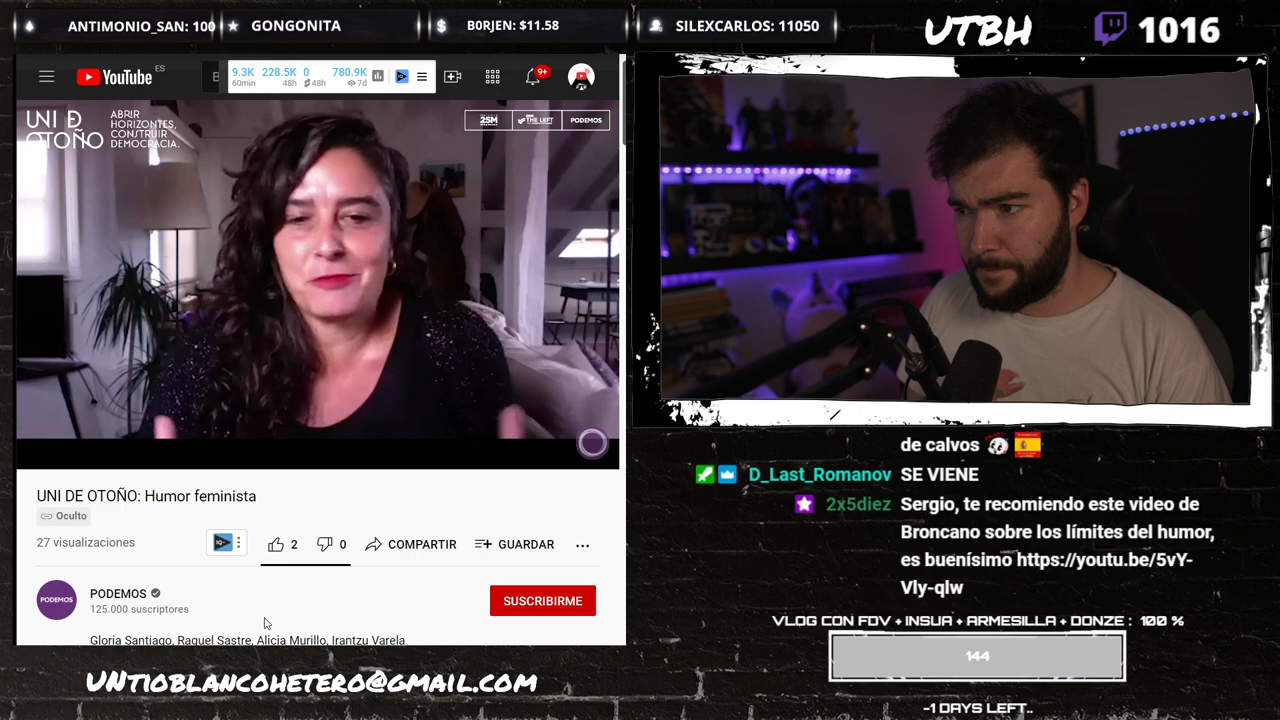 ANTIMONIO_SAN: 100
GONGONITA
B0RJEN: $11.58
SILEXCARLOS: 11050
UTBH
1016
YouTube ES
9.3K 228.5K 0 780.9K
60min 48h 48h 7d
9+
UNI D
OTOÑO
ABRIR
HORIZONTES,
CONSTRUIR
DEMOCRACIA.
25M
THE LEFT
PODEMOS
UNI DE OTOÑO: Humor feminista
Oculto
27 visualizaciones
2
0
COMPARTIR
GUARDAR
PODEMOS
PODEMOS
125.000 suscriptores
SUSCRIBIRME
Gloria Santiago, Raquel Sastre, Alicia Murillo, Irantzu Varela
UNTIOBLANCOHETERO@GMAIL.COM
de calvos
D_Last_Romanov SE VIENE
2x5diez Sergio, te recomiendo este video de
Broncano sobre los límites del humor,
es buenísimo https://youtu.be/5vY-
Vly-qlw
VLOG CON FDV + INSUA + ARMESILLA + DONZE : 100 %
144
-1 DAYS LEFT..